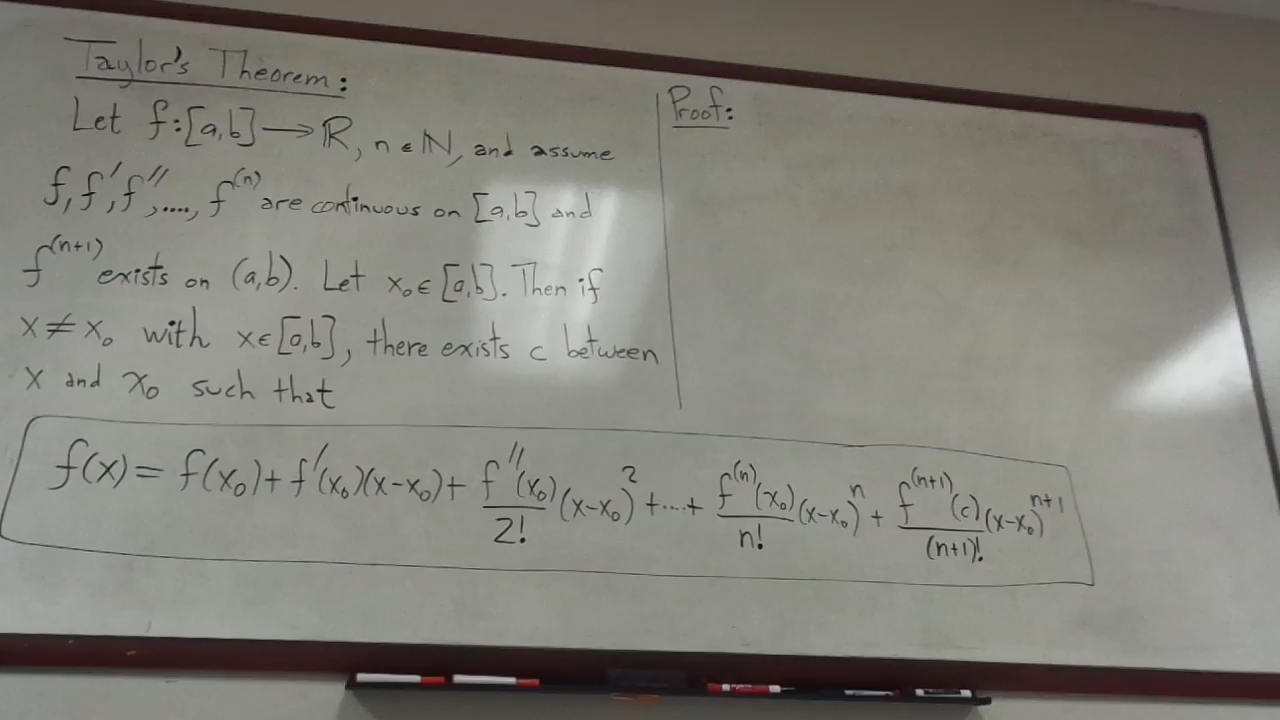 Taylor's Theorem:
Let f:[a,b]→ℝ, n∈ℕ, and assume
f, f', f'', ...., f^(n) are continuous on [a,b] and
f^(n+1) exists on (a,b). Let x₀∈[a,b]. Then if
x≠x₀ with x∈[a,b], there exists c between
x and x₀ such that
f(x)= f(x₀)+f'(x₀)(x-x₀)+ f''(x₀)/2! (x-x₀)^2 +....+ f^(n)(x₀)/n! (x-x₀)^n + f^(n+1)(c)/(n+1)! (x-x₀)^n+1
Proof: